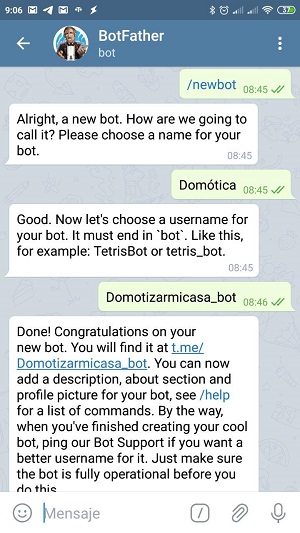 9:06
37
BotFather
bot
/newbot
08:45
Alright, a new bot. How are we going to
call it? Please choose a name for your
bot.
08:45
Domótica
08:45
Good. Now let's choose a username for
your bot. It must end in `bot`. Like this,
for example: TetrisBot or tetris_bot.
08:45
Domotizarmicasa_bot
08:46
Done! Congratulations on your
new bot. You will find it at t.me/
Domotizarmicasa_bot. You can now
add a description, about section and
profile picture for your bot, see /help
for a list of commands. By the way,
when you've finished creating your cool
bot, ping our Bot Support if you want a
better username for it. Just make sure
the bot is fully operational before you
do this.
Mensaje